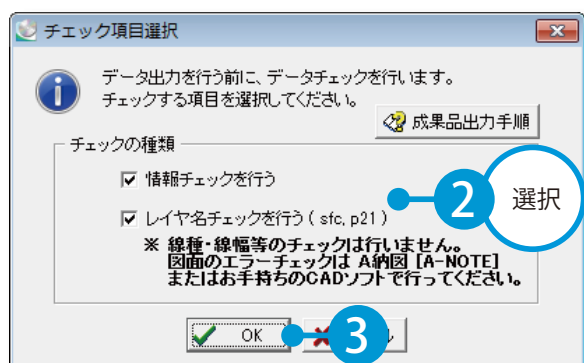 チェック項目選択
データ出力を行う前に、データチェックを行います。
チェックする項目を選択してください。
成果品出力手順
チェックの種類
情報チェックを行う
レイヤ名チェックを行う ( sfc, p21 )
※ 線種・線幅等のチェックは行いません。
図面のエラーチェックは A納図 [A-NOTE]
またはお手持ちのCADソフトで行ってください。
2
選択
OK
3